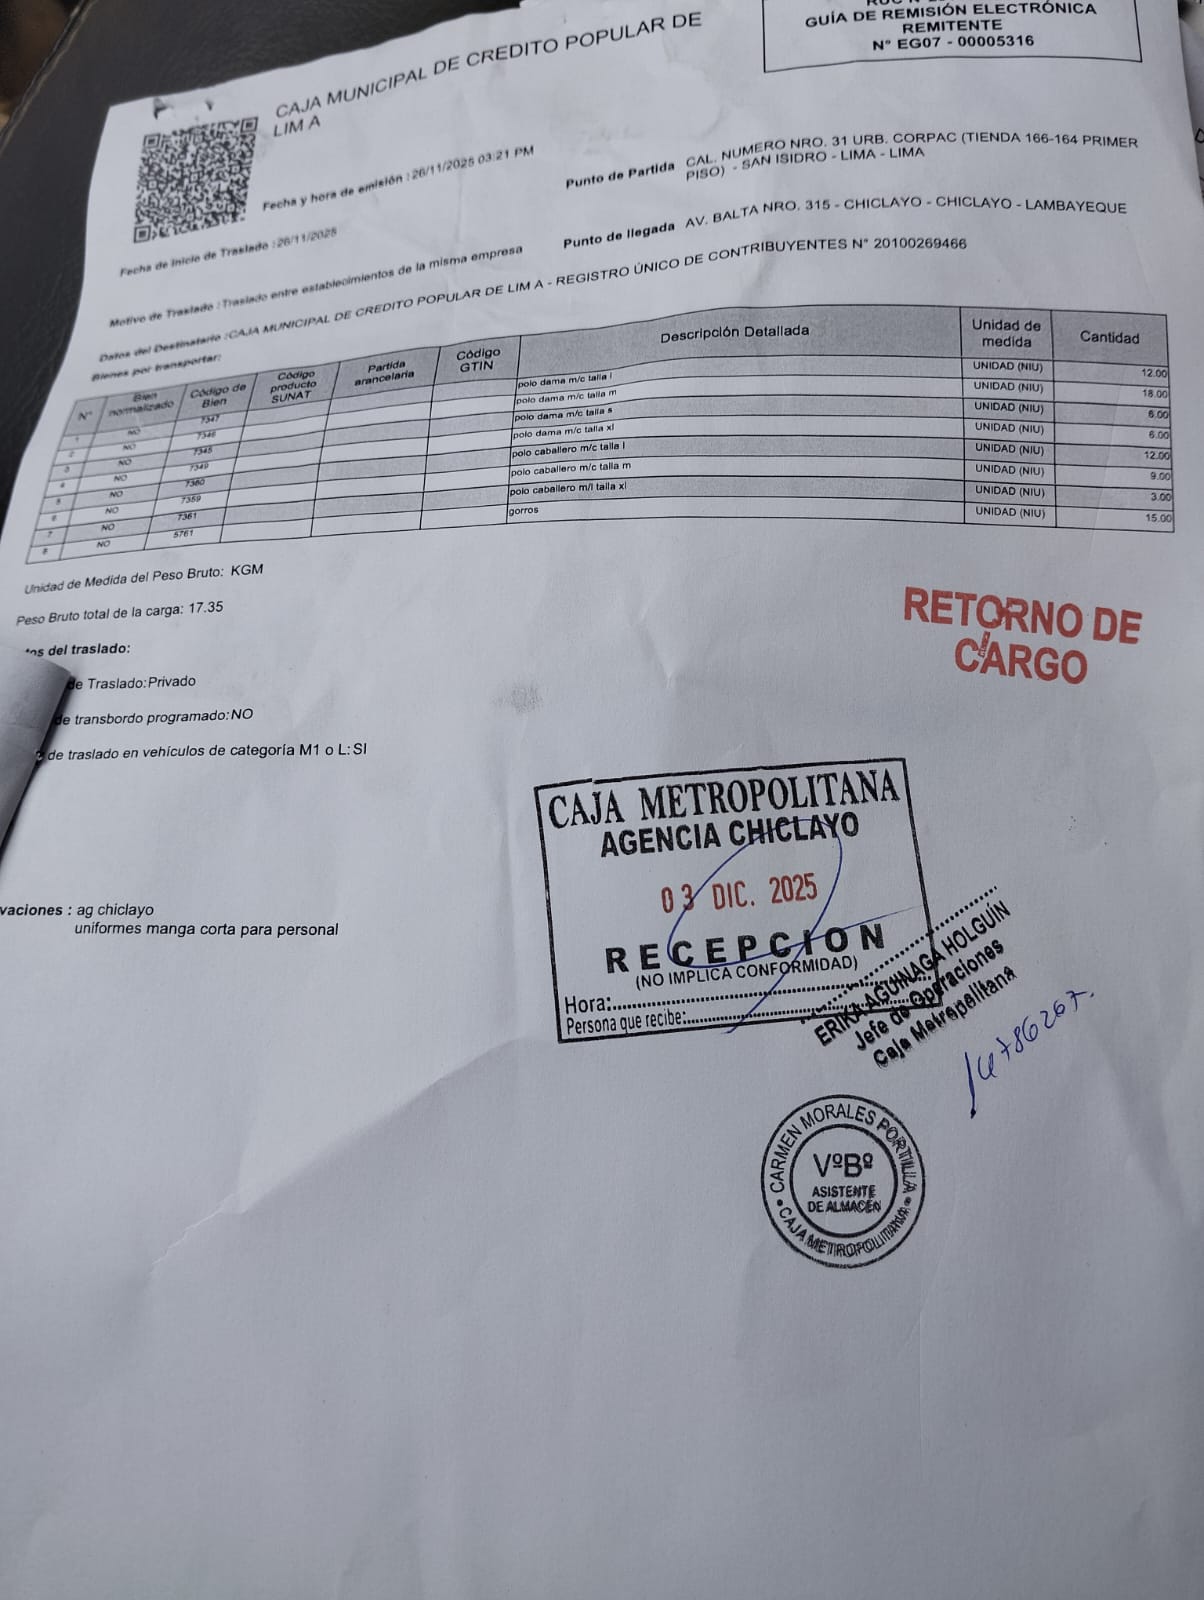 GUÍA DE REMISIÓN ELECTRÓNICA
REMITENTE
N° EG07 - 00005316
CAJA MUNICIPAL DE CREDITO POPULAR DE
LIM A
Fecha y hora de emisión : 26/11/2025 03:21 PM
Punto de Partida CAL. NUMERO NRO. 31 URB. CORPAC (TIENDA 166-164 PRIMER
PISO) - SAN ISIDRO - LIMA - LIMA
Fecha de Inicio de Traslado : 26/11/2025
Punto de llegada AV. BALTA NRO. 315 - CHICLAYO - CHICLAYO - LAMBAYEQUE
Motivo de Traslado : Traslado entre establecimientos de la misma empresa
Datos del Destinatario : CAJA MUNICIPAL DE CREDITO POPULAR DE LIM A - REGISTRO ÚNICO DE CONTRIBUYENTES N° 20100269466
Bienes por transportar:
N° Bien normalizado Código de Bien Código producto SUNAT Partida arancelaria Código GTIN Descripción Detallada Unidad de medida Cantidad
1 NO 7347 polo dama m/c talla l UNIDAD (NIU) 12.00
2 NO 7346 polo dama m/c talla m UNIDAD (NIU) 18.00
3 NO 7345 polo dama m/c talla s UNIDAD (NIU) 6.00
4 NO 7349 polo dama m/c talla xl UNIDAD (NIU) 6.00
5 NO 7360 polo caballero m/c talla l UNIDAD (NIU) 12.00
6 NO 7359 polo caballero m/c talla m UNIDAD (NIU) 9.00
7 NO 7361 polo caballero m/l talla xl UNIDAD (NIU) 3.00
8 NO 5761 gorros UNIDAD (NIU) 15.00
Unidad de Medida del Peso Bruto: KGM
Peso Bruto total de la carga: 17.35
RETORNO DE
CARGO
tos del traslado:
de Traslado:Privado
de transbordo programado:NO
de traslado en vehículos de categoría M1 o L:SI
CAJA METROPOLITANA
AGENCIA CHICLAYO
03 DIC. 2025
RECEPCION
(NO IMPLICA CONFORMIDAD)
Hora:
Persona que recibe:
vaciones : ag chiclayo
uniformes manga corta para personal
ERIKA AGUINAGA HOLGUÍN
Jefe de Operaciones
Caja Metropolitana
CARMEN MORALES PORTILLA
VºBº
ASISTENTE
DE ALMACÉN
CAJA METROPOLITANA